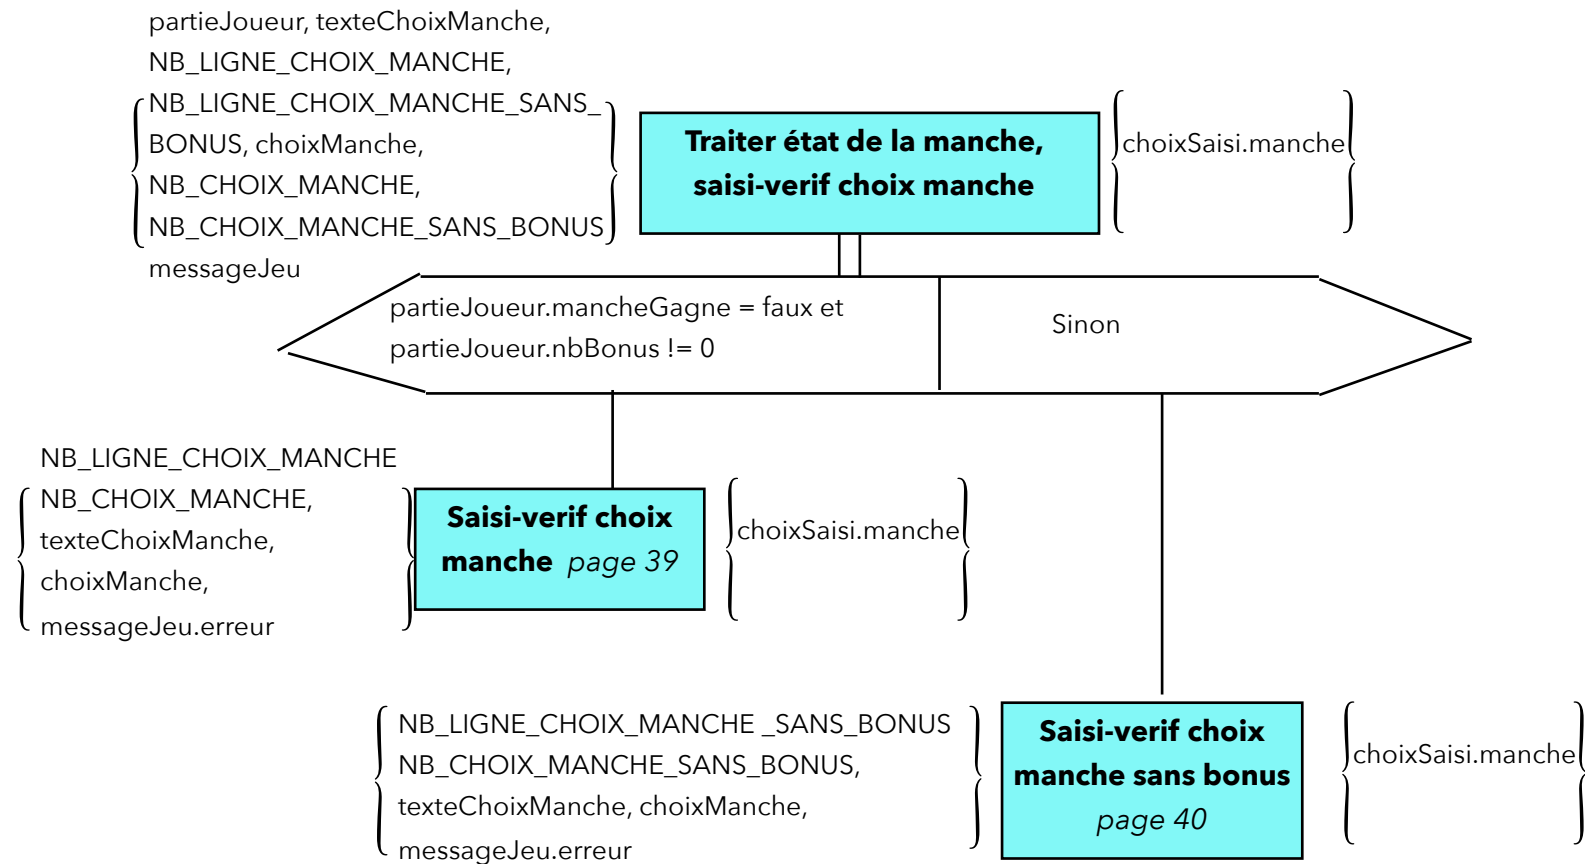 partieJoueur, texteChoixManche,
NB_LIGNE_CHOIX_MANCHE,
NB_LIGNE_CHOIX_MANCHE_SANS_
BONUS, choixManche,
NB_CHOIX_MANCHE,
NB_CHOIX_MANCHE_SANS_BONUS
messageJeu
Traiter état de la manche,
saisi-verif choix manche
choixSaisi.manche
partieJoueur.mancheGagne = faux et
partieJoueur.nbBonus != 0
Sinon
NB_LIGNE_CHOIX_MANCHE
NB_CHOIX_MANCHE,
texteChoixManche,
choixManche,
messageJeu.erreur
Saisi-verif choix
manche page 39
choixSaisi.manche
NB_LIGNE_CHOIX_MANCHE _SANS_BONUS
NB_CHOIX_MANCHE_SANS_BONUS,
texteChoixManche, choixManche,
messageJeu.erreur
Saisi-verif choix
manche sans bonus
page 40
choixSaisi.manche